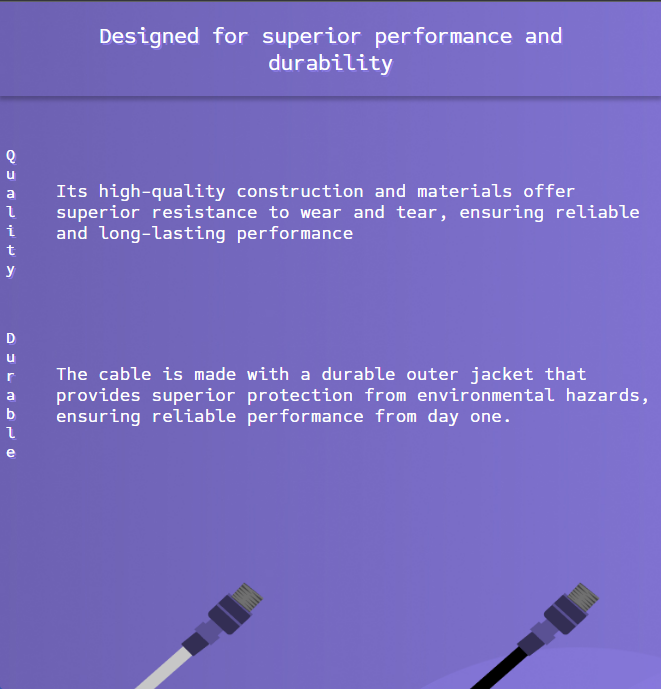 Designed for superior performance and
durability
Quality
Its high-quality construction and materials offer
superior resistance to wear and tear, ensuring reliable
and long-lasting performance
Durable
The cable is made with a durable outer jacket that
provides superior protection from environmental hazards,
ensuring reliable performance from day one.